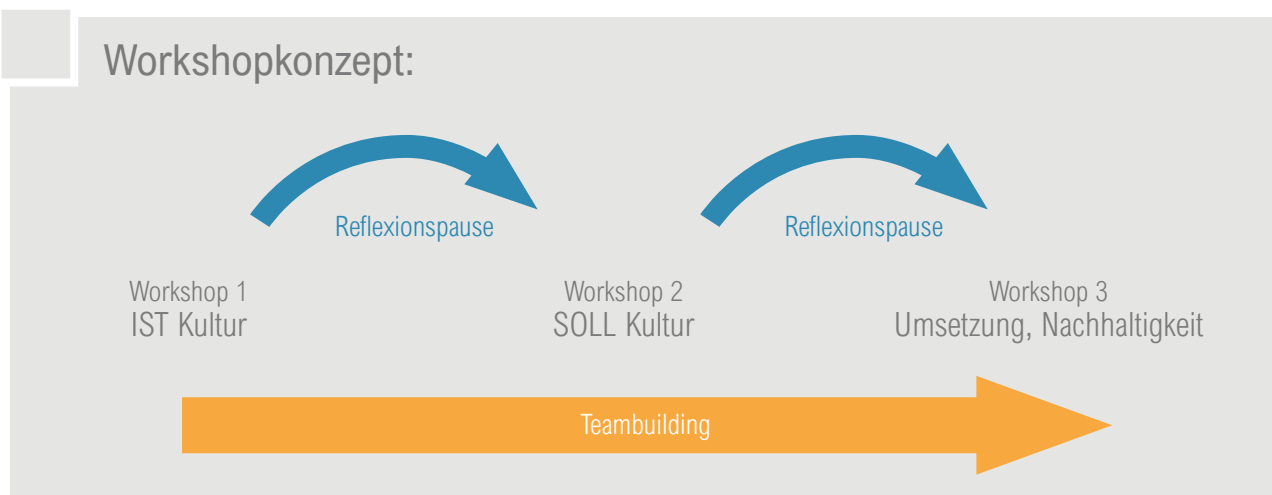 Workshopkonzept:
Reflexionspause
Reflexionspause
Workshop 1
IST Kultur
Workshop 2
SOLL Kultur
Workshop 3
Umsetzung, Nachhaltigkeit
Teambuilding